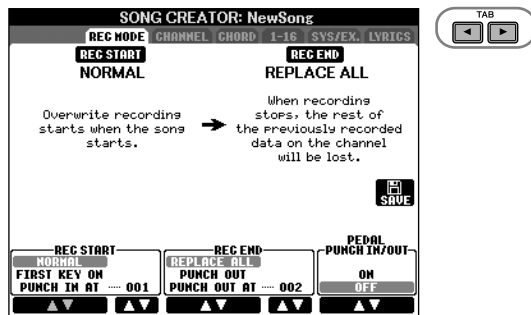 SONG CREATOR: NewSong
TAB
REC MODE CHANNEL CHORD 1-16 SYS/EX. LYRICS
REC START
NORMAL
Overwrite recording
starts when the song
starts.
REC END
REPLACE ALL
When recording
stops, the rest of
the previously recorded
data on the channel
will be lost.
SAVE
REC START
NORMAL
FIRST KEY ON
PUNCH IN AT ..... 001
REC END
REPLACE ALL
PUNCH OUT
PUNCH OUT AT ..... 002
PEDAL
PUNCH IN/OUT
ON
OFF